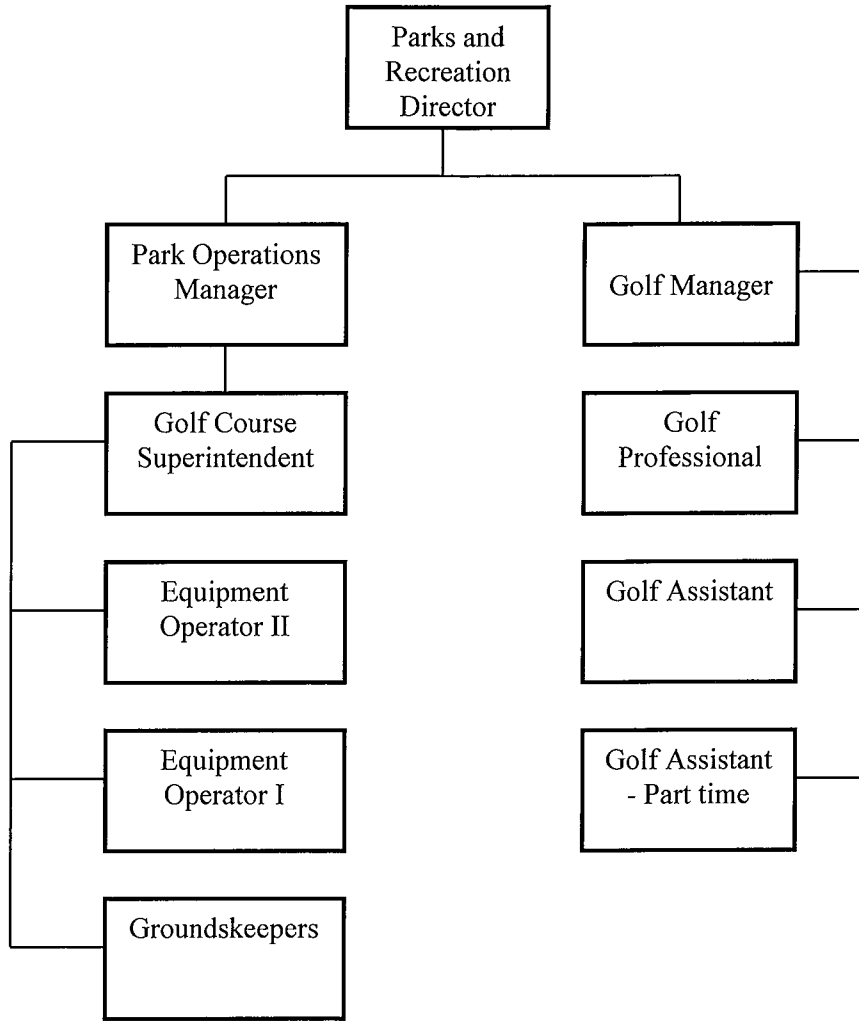 Parks and
Recreation
Director
Park Operations
Manager
Golf Manager
Golf Course
Superintendent
Golf
Professional
Equipment
Operator II
Golf Assistant
Equipment
Operator I
Golf Assistant
- Part time
Groundskeepers